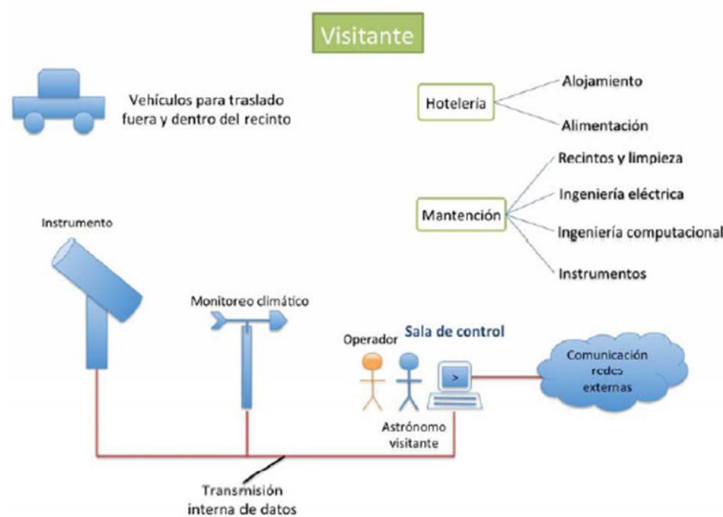 Visitante
Vehículos para traslado
fuera y dentro del recinto
Hotelería
Alojamiento
Alimentación
Mantención
Recintos y limpieza
Ingeniería eléctrica
Ingeniería computacional
Instrumentos
Instrumento
Monitoreo climático
Operador
Sala de control
>
Astrónomo
visitante
Comunicación
redes
externas
Transmisión
interna de datos